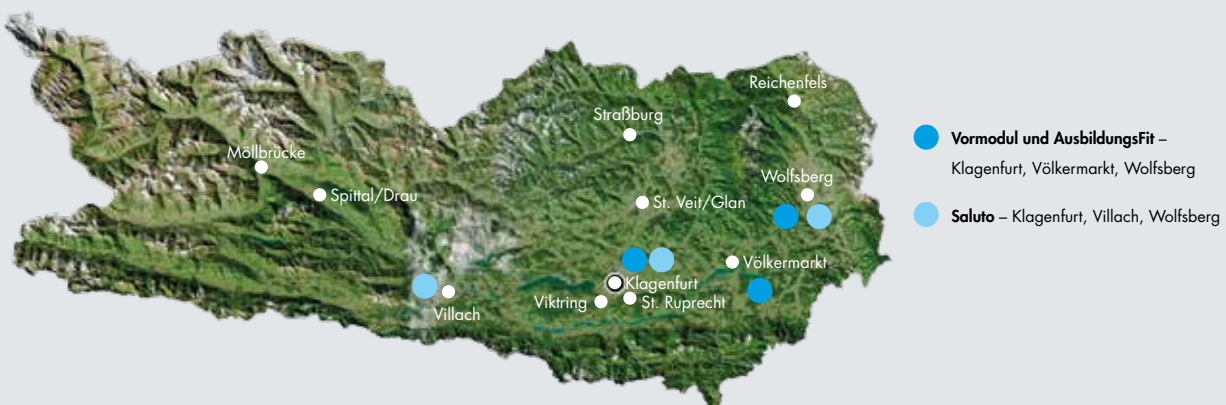 Reichenfels
Straßburg
Möllbrücke
Wolfsberg
Spittal/Drau
St. Veit/Glan
Völkermarkt
Klagenfurt
Viktring
St. Ruprecht
Villach
Vormodul und AusbildungsFit –
Klagenfurt, Völkermarkt, Wolfsberg
Saluto – Klagenfurt, Villach, Wolfsberg